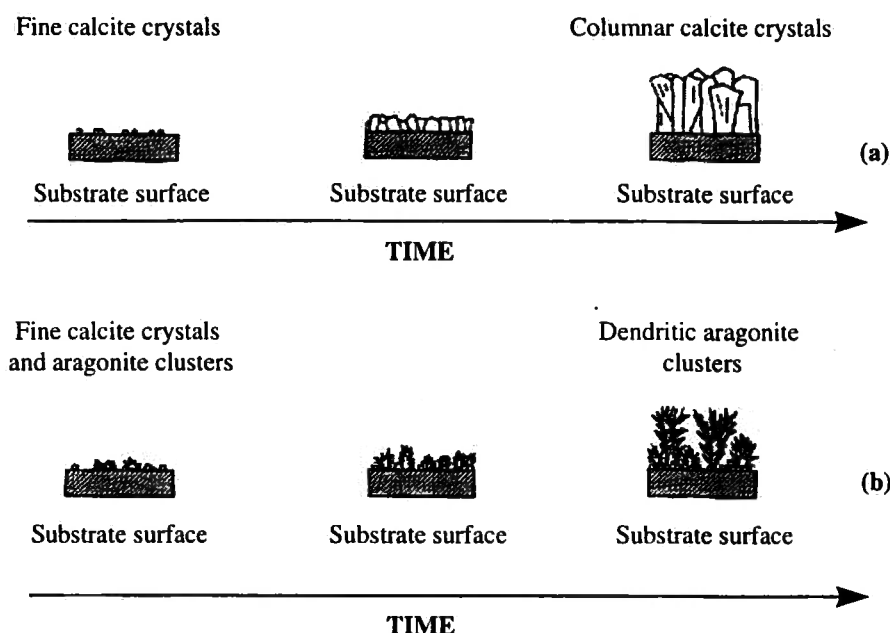 Fine calcite crystals
Columnar calcite crystals
(a)
Substrate surface
Substrate surface
Substrate surface
TIME
Fine calcite crystals
and aragonite clusters
Dendritic aragonite
clusters
(b)
Substrate surface
Substrate surface
Substrate surface
TIME